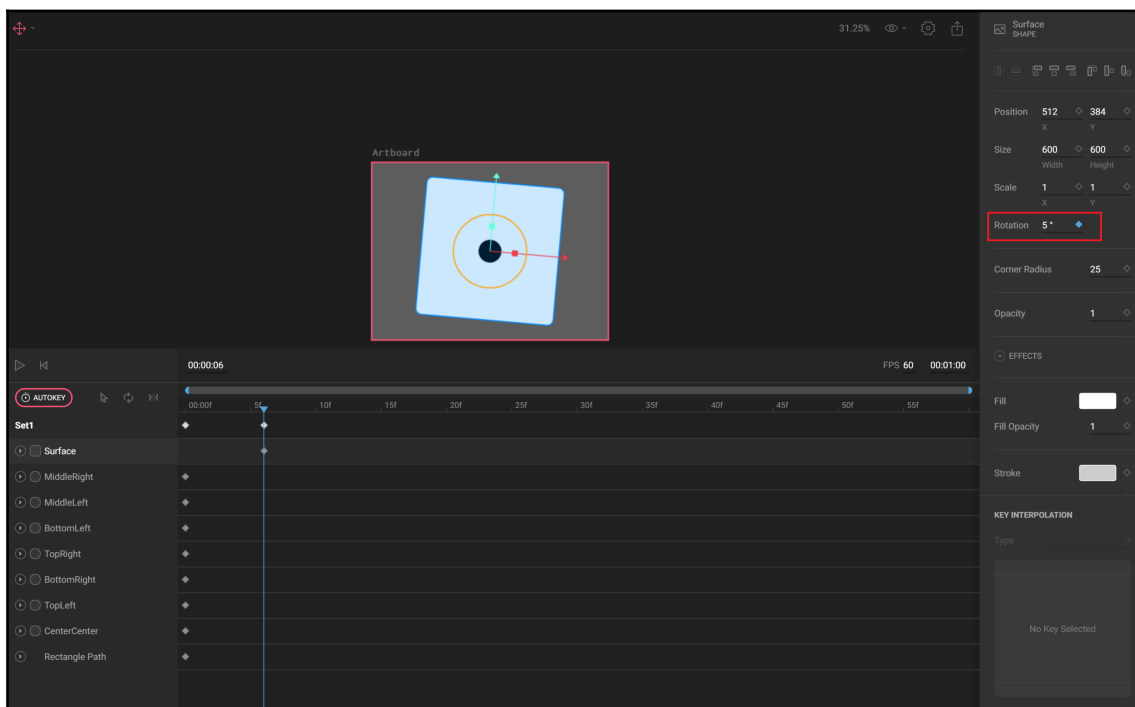 31.25%
Surface
SHAPE
Position 512 384
X Y
Size 600 600
Width Height
Scale 1 1
X Y
Rotation 5 °
Corner Radius 25
Opacity 1
EFFECTS
Fill
Fill Opacity 1
Stroke
KEY INTERPOLATION
Type
No Key Selected
Artboard
00:00:06 FPS 60 00:01:00
AUTOKEY
00:00f 5f 10f 15f 20f 25f 30f 35f 40f 45f 50f 55f
Set1
Surface
MiddleRight
MiddleLeft
BottomLeft
TopRight
BottomRight
TopLeft
CenterCenter
Rectangle Path